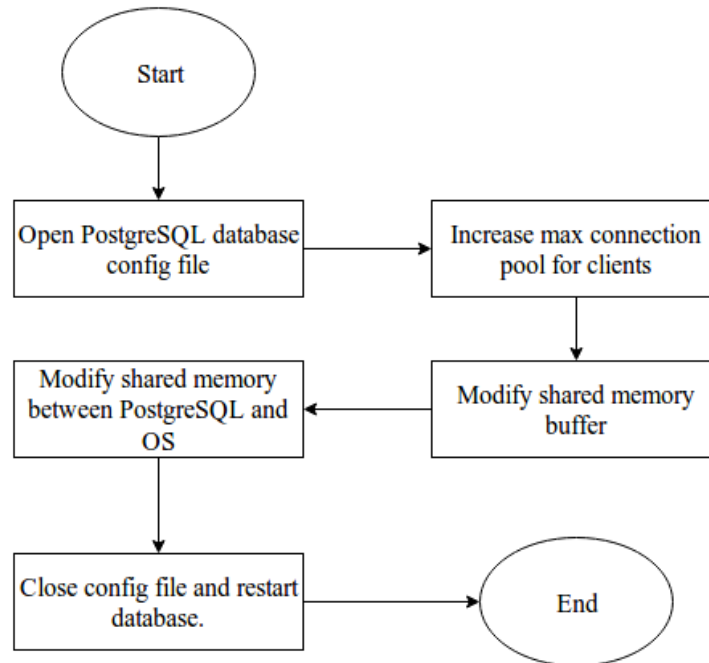 Start
Open PostgreSQL database
config file
Increase max connection
pool for clients
Modify shared memory
buffer
Modify shared memory
between PostgreSQL and
OS
Close config file and restart
database.
End